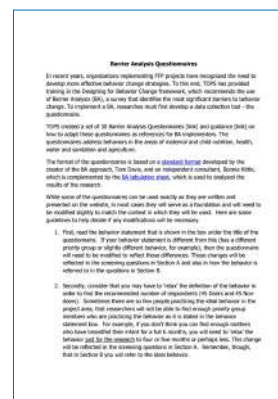 Barrier Analysis Questionnaires
In recent years, organizations implementing FFP projects have recognized the need to
develop more effective behavior change strategies. To this end, TOPS has provided
training in the Designing for Behavior Change framework, which recommends the use
of Barrier Analysis (BA), a survey that identifies the most significant barriers to behavior
change. To implement a BA, researchers must first develop a data collection tool - the
questionnaire.
TOPS created a set of 30 Barrier Analysis Questionnaires [link] and guidance [link] on
how to adapt these questionnaires as references for BA implementers. The
questionnaires address behaviors in the areas of maternal and child nutrition, health,
water and sanitation and agriculture.
The format of the questionnaires is based on a standard format developed by the
creator of the BA approach, Tom Davis, and an independent consultant, Bonnie Kittle,
which is complemented by the BA tabulation sheet, which is used to analyzed the
results of the research.
While some of the questionnaires can be used exactly as they are written and
presented on the website, in most cases they will serve as a foundation and will need to
be modified slightly to match the context in which they will be used. Here are some
guidelines to help decide if any modifications will be necessary.
1. First, read the behavior statement that is shown in the box under the title of the
questionnaire. If your behavior statement is different from this (has a different
priority group or slightly different behavior, for example), then the questionnaire
will need to be modified to reflect those differences. Those changes will be
reflected in the screening questions in Section A and also in how the behavior is
referred to in the questions in Section B.
2. Secondly, consider that you may have to 'relax' the definition of the behavior in
order to find the recommended number of respondents (45 Doers and 45 Non-
doers). Sometimes there are so few people practicing the ideal behavior in the
project area, that researchers will not be able to find enough priority group
members who are practicing the behavior as it is stated in the behavior
statement box. For example, if you don't think you can find enough mothers
who have breastfed their infant for a full 6 months, you will need to 'relax' the
behavior just for the research to four or five months or perhaps less. This change
will be reflected in the screening questions in Section A. Remember, though,
that in Section B you will refer to the ideal behavior.